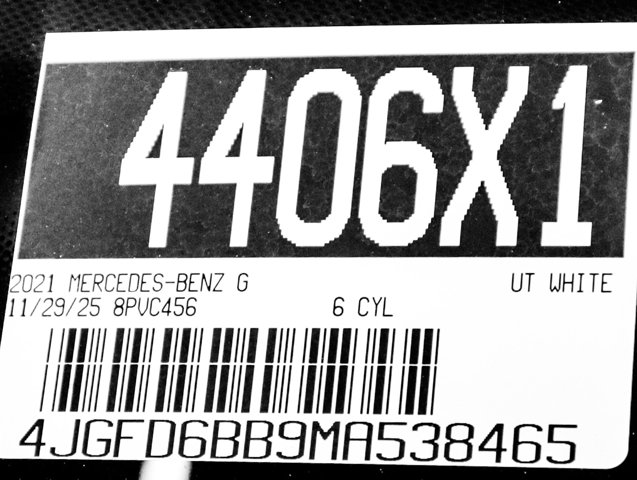 4406X1
2021 MERCEDES-BENZ G UT WHITE
11/29/25 8PVC456 6 CYL
4JGFD6BB9MA538465